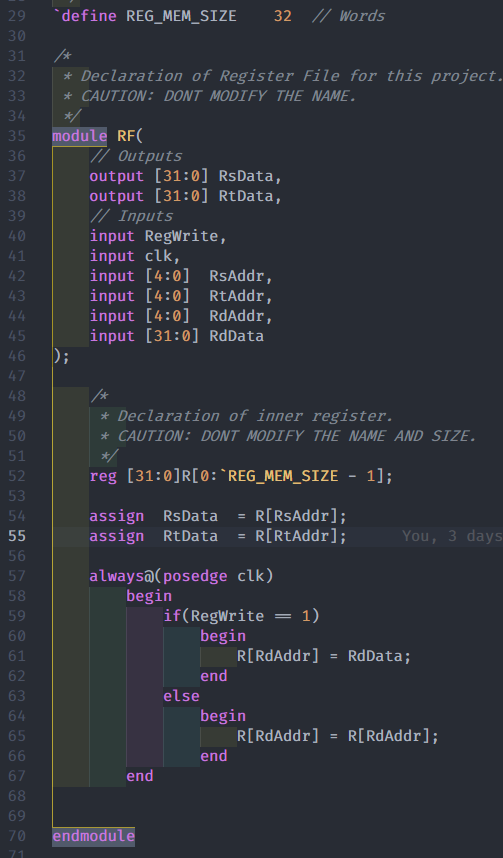 29 `define REG_MEM_SIZE    32  // Words
30
31 /*
32  * Declaration of Register File for this project.
33  * CAUTION: DONT MODIFY THE NAME.
34  */
35 module RF(
36     // Outputs
37     output [31:0] RsData,
38     output [31:0] RtData,
39     // Inputs
40     input RegWrite,
41     input clk,
42     input [4:0]  RsAddr,
43     input [4:0]  RtAddr,
44     input [4:0]  RdAddr,
45     input [31:0] RdData
46 );
47
48     /*
49      * Declaration of inner register.
50      * CAUTION: DONT MODIFY THE NAME AND SIZE.
51      */
52     reg [31:0]R[0:`REG_MEM_SIZE - 1];
53
54     assign  RsData  = R[RsAddr];
55     assign  RtData  = R[RtAddr];      You, 3 days
56
57     always@(posedge clk)
58         begin
59             if(RegWrite == 1)
60                 begin
61                     R[RdAddr] = RdData;
62                 end
63             else
64                 begin
65                     R[RdAddr] = R[RdAddr];
66                 end
67         end
68
69
70 endmodule